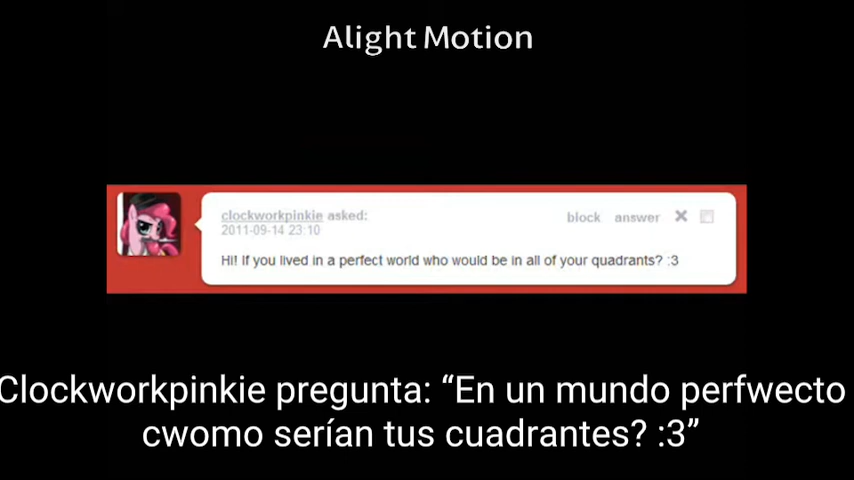 Alight Motion
clockworkpinkie asked:
block answer
2011-09-14 23:10
Hi! If you lived in a perfect world who would be in all of your quadrants? :3
Clockworkpinkie pregunta: “En un mundo perfwecto
cwomo serían tus cuadrantes? :3”